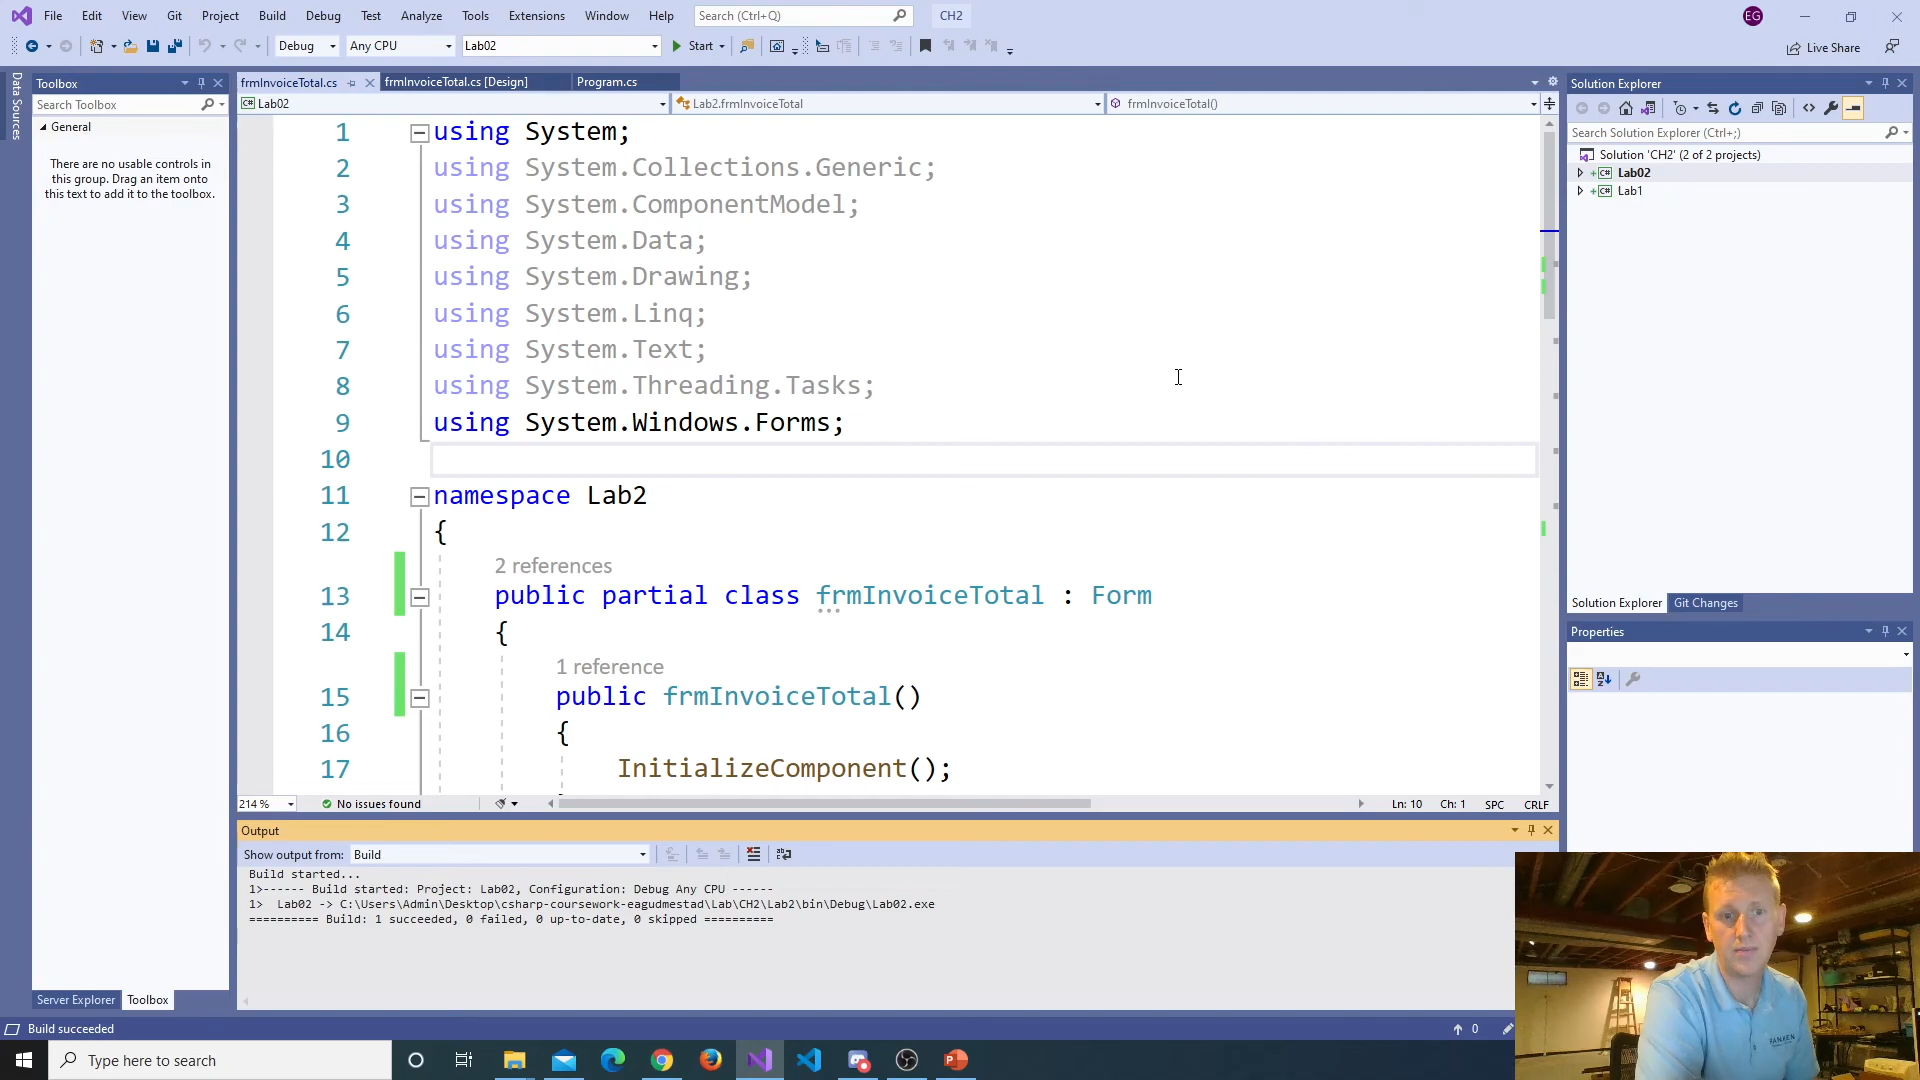 File Edit View Git Project Build Debug Test Analyze Tools Extensions Window Help Search (Ctrl+Q) CH2 EG
Debug Any CPU Lab02 Start Live Share
Data Sources
Toolbox
Search Toolbox
General
There are no usable controls in
this group. Drag an item onto
this text to add it to the toolbox.
Server Explorer Toolbox
frmInvoiceTotal.cs frmInvoiceTotal.cs [Design] Program.cs
Lab02 Lab2.frmInvoiceTotal frmInvoiceTotal()
1 using System;
2 using System.Collections.Generic;
3 using System.ComponentModel;
4 using System.Data;
5 using System.Drawing;
6 using System.Linq;
7 using System.Text;
8 using System.Threading.Tasks;
9 using System.Windows.Forms;
10
11 namespace Lab2
12 {
2 references
13 public partial class frmInvoiceTotal : Form
14 {
1 reference
15 public frmInvoiceTotal()
16 {
17 InitializeComponent();
214 % No issues found Ln: 10 Ch: 1 SPC CRLF
Output
Show output from: Build
Build started...
1>------ Build started: Project: Lab02, Configuration: Debug Any CPU ------
1>  Lab02 -> C:\Users\Admin\Desktop\csharp-coursework-eagudmestad\Lab\CH2\Lab2\bin\Debug\Lab02.exe
========== Build: 1 succeeded, 0 failed, 0 up-to-date, 0 skipped ==========
Solution Explorer
Search Solution Explorer (Ctrl+;)
Solution 'CH2' (2 of 2 projects)
Lab02
Lab1
Solution Explorer Git Changes
Properties
Build succeeded 0
Type here to search
RANKEN